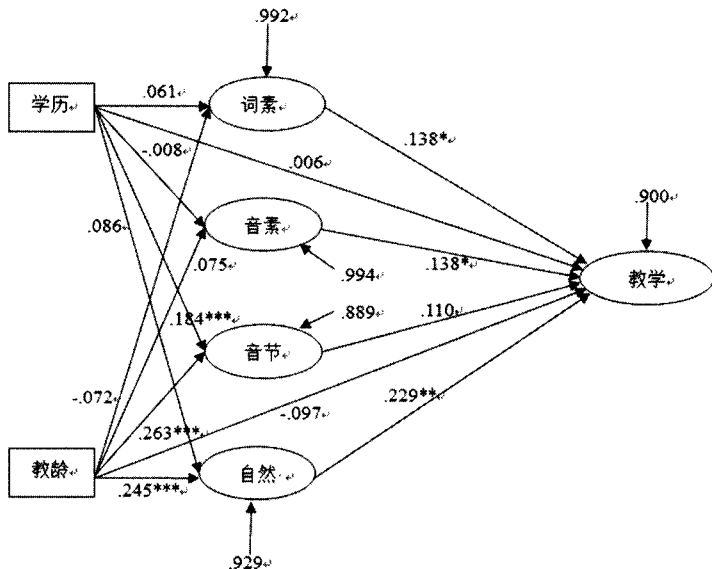 .992
学历
.061
词素
-.008
.138*
.006
.086
音素
.900
.075
.994
.138*
教学
.184***
.889
.110
音节
-.072
.263***
-.097
.229**
教龄
.245***
自然
.929